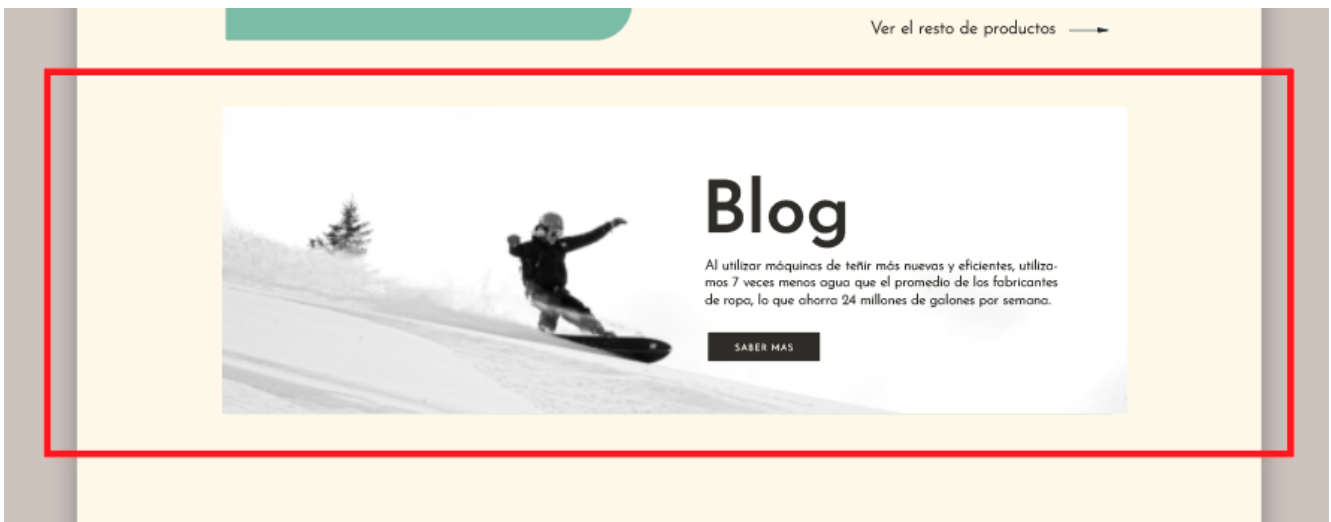 Ver el resto de productos
Blog
Al utilizar máquinas de teñir más nuevas y eficientes, utiliza-
mos 7 veces menos agua que el promedio de los fabricantes
de ropa, lo que ahorra 24 millones de galones por semana.
SABER MAS